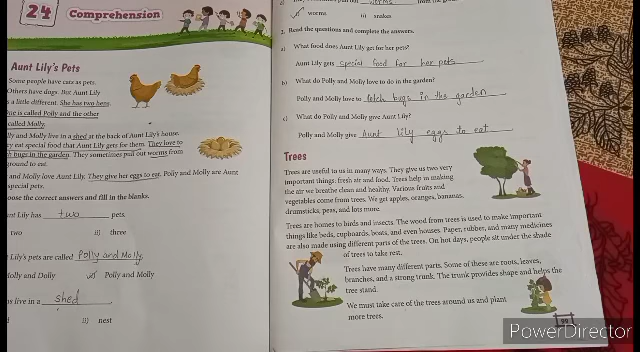 24 Comprehension
Aunt Lily's Pets
Some people have cats as pets.
Others have dogs. But Aunt Lily
is a little different. She has two hens.
One is called Polly and the other
called Molly.
lly and Molly live in a shed at the back of Aunt Lily's house.
ey eat special food that Aunt Lily gets for them. They love to
h bugs in the garden. They sometimes pull out worms from
ground to eat.
and Molly love Aunt Lily. They give her eggs to eat. Polly and Molly are Aunt
special pets.
oose the correct answers and fill in the blanks.
unt Lily has two pets.
two ii) three
Lily's pets are called Polly and Molly
Molly and Dolly Polly and Molly
s live in a shed
ii) nest
worms
worms ii) snakes
2. Read the questions and complete the answers.
a) What food does Aunt Lily get for her pets?
Aunt Lily gets special food for her pets
b) What do Polly and Molly love to do in the garden?
Polly and Molly love to fetch bugs in the garden
c) What do Polly and Molly give Aunt Lily?
Polly and Molly give Aunt lily eggs to eat
Trees
Trees are useful to us in many ways. They give us two very
important things, fresh air and food. Trees help in making
the air we breathe clean and healthy. Various fruits and
vegetables come from trees. We get apples, oranges, bananas,
drumsticks, peas, and lots more.
Trees are homes to birds and insects. The wood from trees is used to make important
things like beds, cupboards, boats, and even houses. Paper, rubber, and many medicines
are also made using different parts of the trees. On hot days, people sit under the shade
of trees to take rest.
Trees have many different parts. Some of these are roots, leaves,
branches, and a strong trunk. The trunk provides shape and helps the
tree stand.
We must take care of the trees around us and plant
more trees.
99
PowerDirector